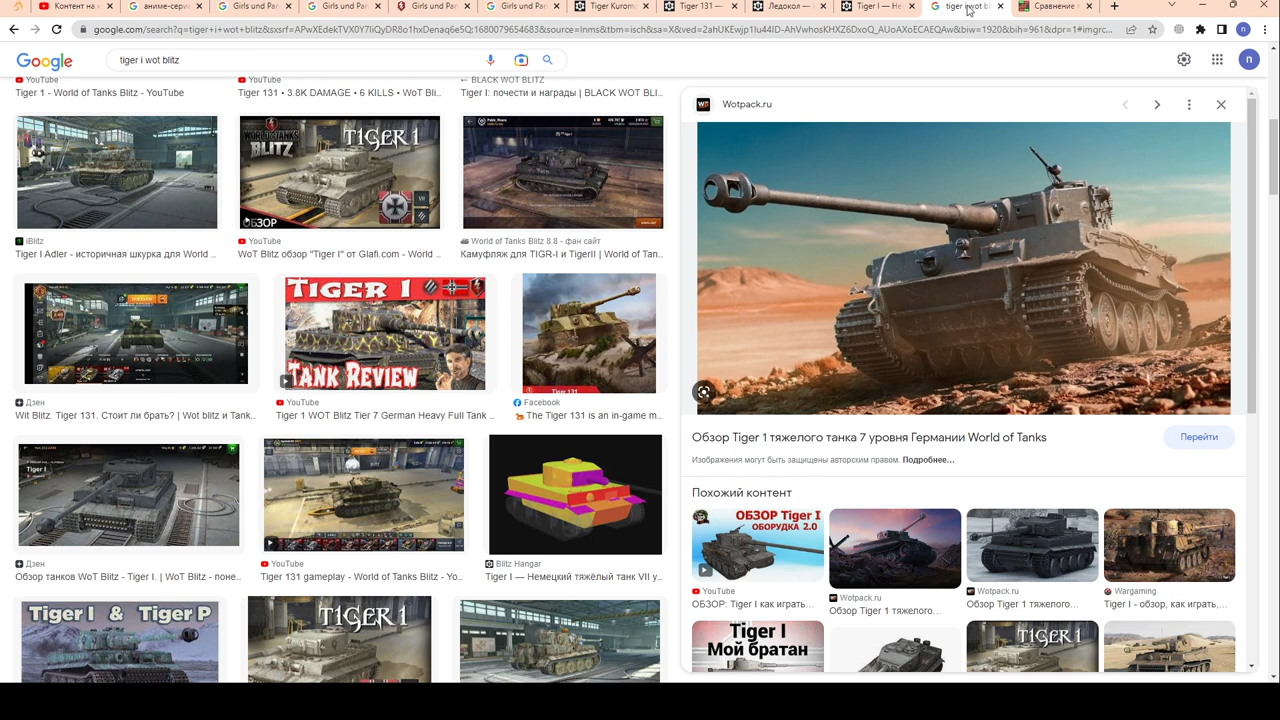 Контент на к
аниме-сери
Girls und Pan
Girls und Pan
Girls und Pan
Girls und Pan
Tiger Kuromo
Tiger 131 —
Ледокол —
Tiger I — Не
tiger i wot bl
Сравнение
google.com/search?q=tiger+i+wot+blitz&sxsrf=APwXEdekTVX0Y7IiQyDR8o1hxDenaq6e5Q:1680079654683&source=lnms&tbm=isch&sa=X&ved=2ahUKEwjp1Iu44ID-AhVwhosKHXZ6DxoQ_AUoAXoECAEQAw&biw=1920&bih=961&dpr=1#imgrc...
n
Google
tiger i wot blitz
n
YouTube
Tiger 1 - World of Tanks Blitz - YouTube
YouTube
Tiger 131 • 3.8K DAMAGE • 6 KILLS • WoT Bli...
BLACK WOT BLITZ
Tiger I: почести и награды | BLACK WOT BLI...
WORLD OF TANKS
BLITZ
TIGER 1
VII
ОБЗОР
iBlitz
Tiger I Adler - историчная шкурка для World ...
YouTube
WoT Blitz обзор "Tiger I" от Glafi.com - World ...
World of Tanks Blitz 8.8 - фан сайт
Камуфляж для TIGR-I и TigerII | World of Tan...
TIGER I
TANK REVIEW
Tiger 131
Дзен
Wit Blitz. Tiger 131. Стоит ли брать? | Wot blitz и Tank...
YouTube
Tiger 1 WOT Blitz Tier 7 German Heavy Full Tank ...
Facebook
The Tiger 131 is an in-game m...
Tiger I
Дзен
Обзор танков WoT Blitz - Tiger I. | WoT Blitz - поне...
YouTube
Tiger 131 gameplay - World of Tanks Blitz - Yo...
Blitz Hangar
Tiger I — Немецкий тяжёлый танк VII у...
Tiger I & Tiger P
TIGER 1
Wotpack.ru
Обзор Tiger 1 тяжелого танка 7 уровня Германии World of Tanks
Перейти
Изображения могут быть защищены авторским правом. Подробнее...
Похожий контент
ОБЗОР Tiger I
ОБОРУДКА 2.0
YouTube
ОБЗОР: Tiger I как играть...
Wotpack.ru
Обзор Tiger 1 тяжелого...
Wotpack.ru
Обзор Tiger 1 тяжелого...
Wargaming
Tiger I - обзор, как играть,...
Tiger I
Мой братан
TIGER 1